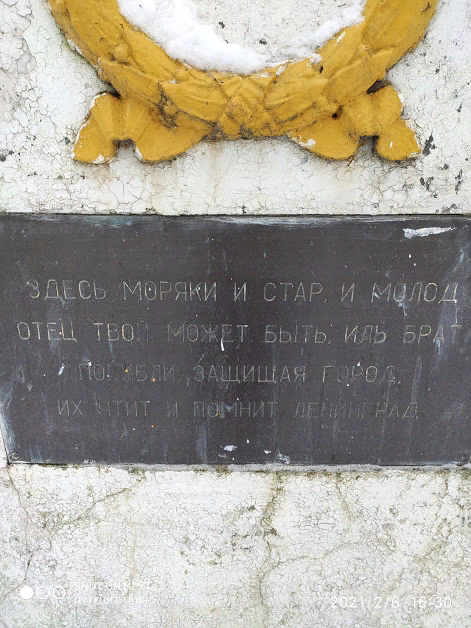 ЗДЕСЬ МОРЯКИ И СТАР, И МОЛОД
ОТЕЦ ТВОЙ МОЖЕТ БЫТЬ, ИЛЬ БРАТ
ПОГИБЛИ, ЗАЩИЩАЯ ГОРОД,
ИХ ЧТИТ И ПОМНИТ ЛЕНИНГРАД.
2021/2/6 16:30